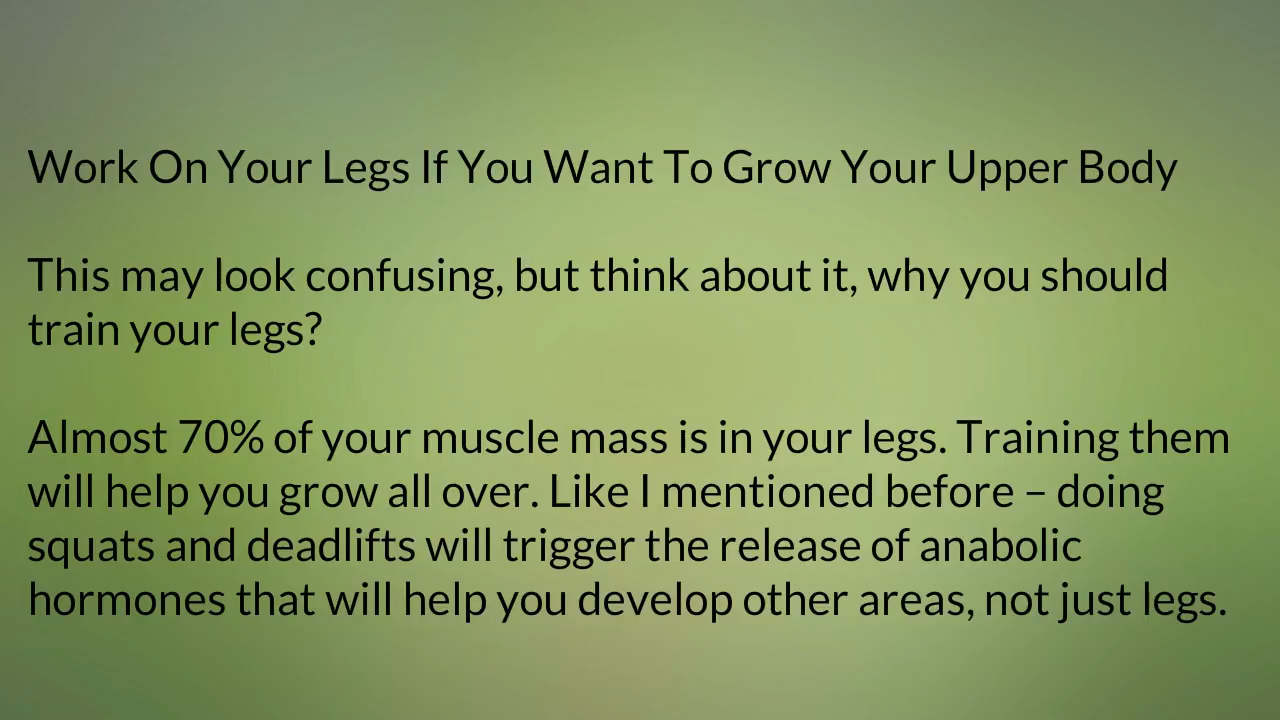 Work On Your Legs If You Want To Grow Your Upper Body
This may look confusing, but think about it, why you should
train your legs?
Almost 70% of your muscle mass is in your legs. Training them
will help you grow all over. Like I mentioned before – doing
squats and deadlifts will trigger the release of anabolic
hormones that will help you develop other areas, not just legs.